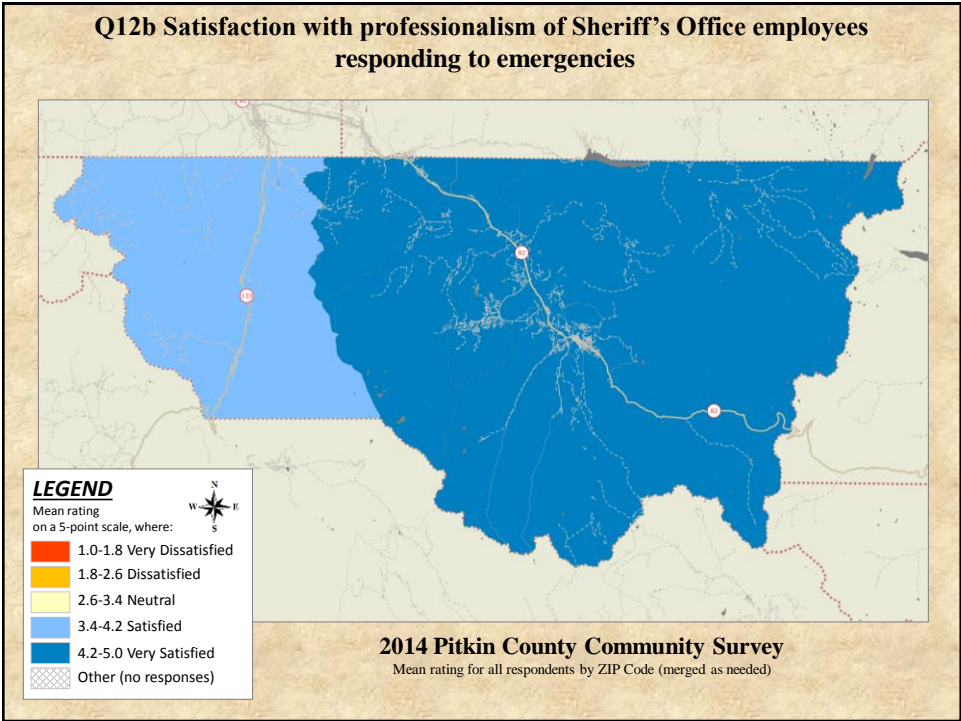 Q12b Satisfaction with professionalism of Sheriff's Office employees
responding to emergencies
82
133
82
82
LEGEND
Mean rating
on a 5-point scale, where:
N
W E
S
1.0-1.8 Very Dissatisfied
1.8-2.6 Dissatisfied
2.6-3.4 Neutral
3.4-4.2 Satisfied
4.2-5.0 Very Satisfied
Other (no responses)
2014 Pitkin County Community Survey
Mean rating for all respondents by ZIP Code (merged as needed)